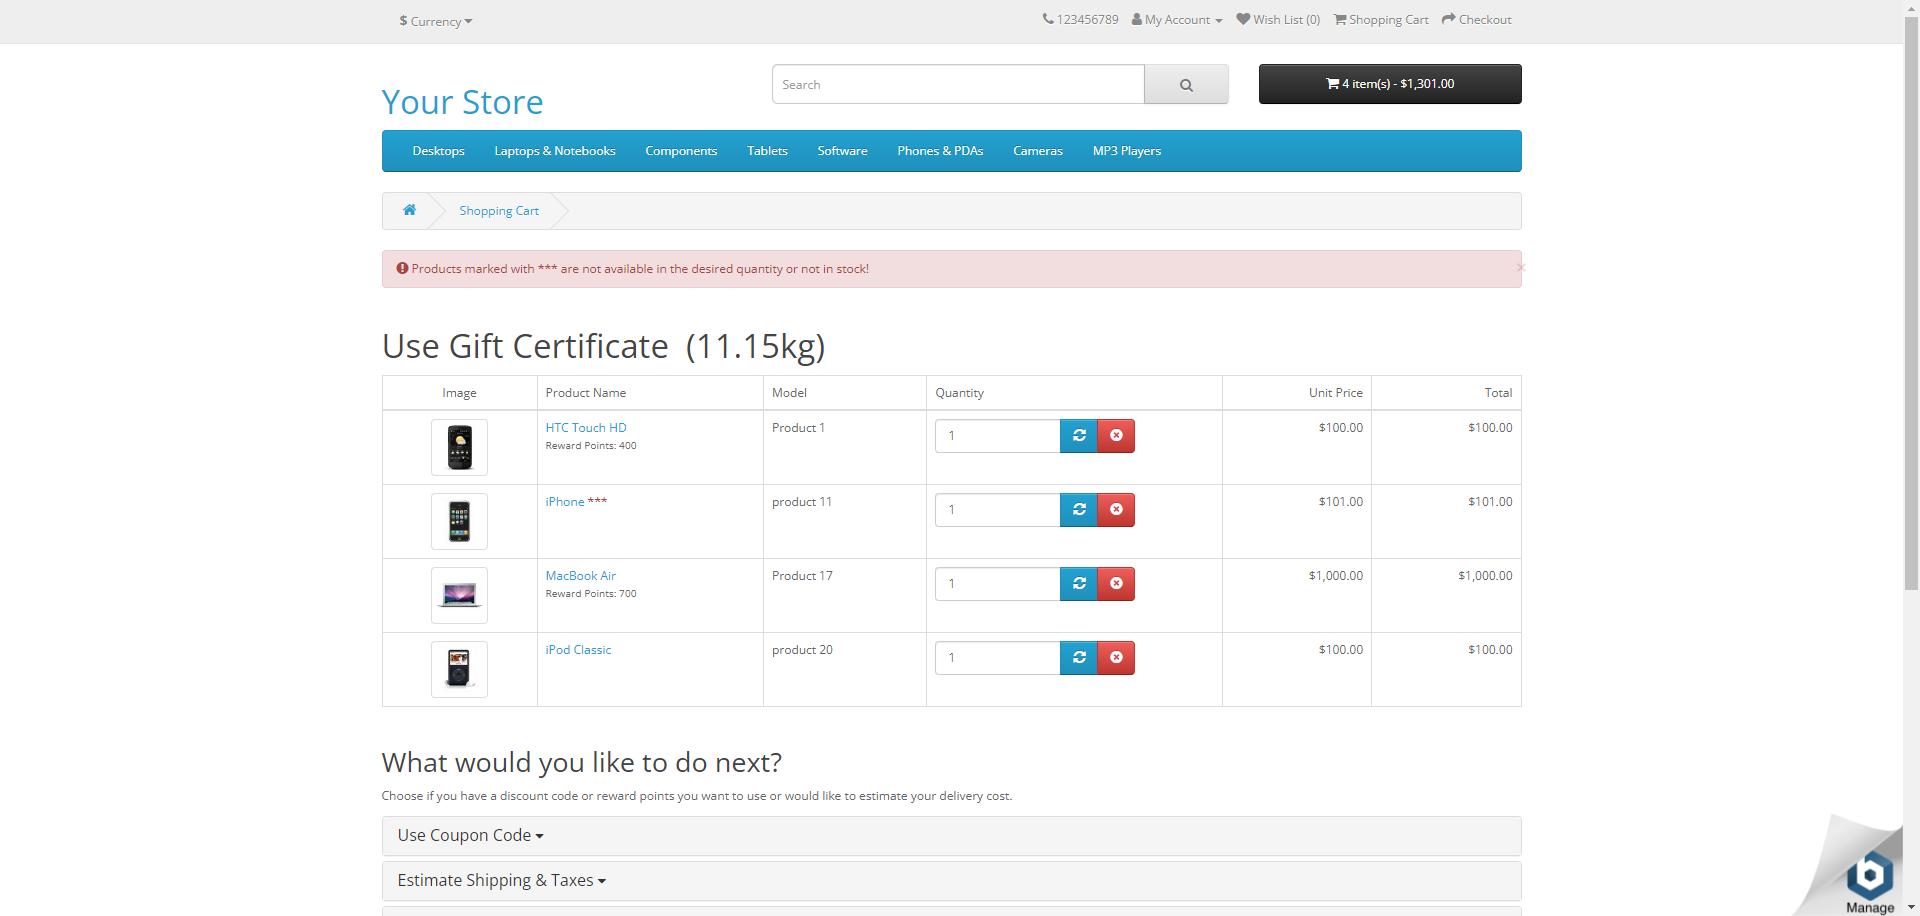 $ Currency
123456789 My Account Wish List (0) Shopping Cart Checkout
Your Store
Search
4 item(s) - $1,301.00
Desktops Laptops & Notebooks Components Tablets Software Phones & PDAs Cameras MP3 Players
Shopping Cart
Products marked with *** are not available in the desired quantity or not in stock!
×
Use Gift Certificate (11.15kg)
Image Product Name Model Quantity Unit Price Total
HTC Touch HD Product 1 1 $100.00 $100.00
Reward Points: 400
iPhone *** product 11 1 $101.00 $101.00
MacBook Air Product 17 1 $1,000.00 $1,000.00
Reward Points: 700
iPod Classic product 20 1 $100.00 $100.00
What would you like to do next?
Choose if you have a discount code or reward points you want to use or would like to estimate your delivery cost.
Use Coupon Code
Estimate Shipping & Taxes
b
Manage